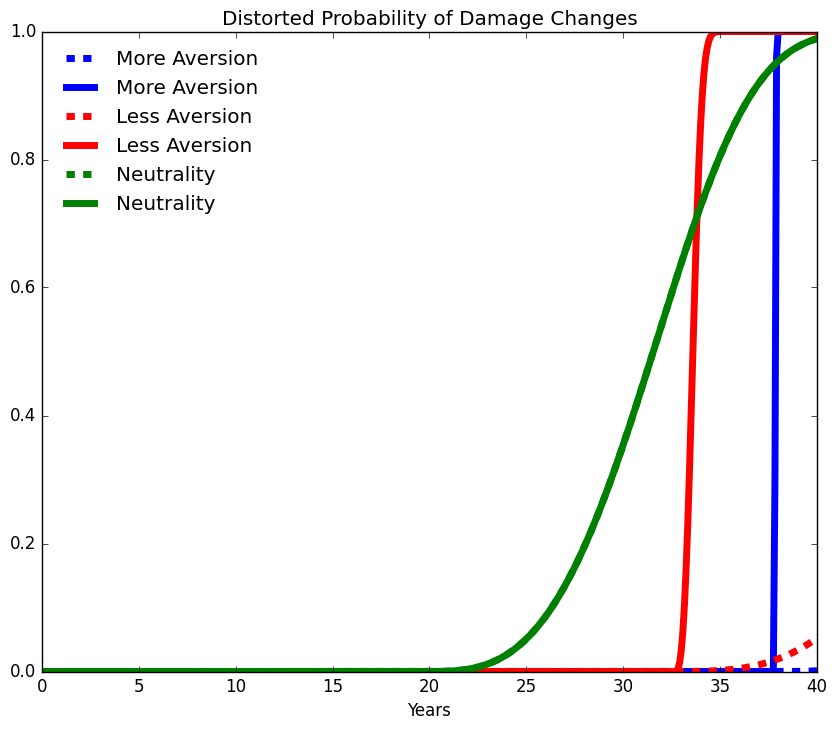 Distorted Probability of Damage Changes
1.0
0.8
0.6
0.4
0.2
0.0
More Aversion
More Aversion
Less Aversion
Less Aversion
Neutrality
Neutrality
0 5 10 15 20 25 30 35 40
Years